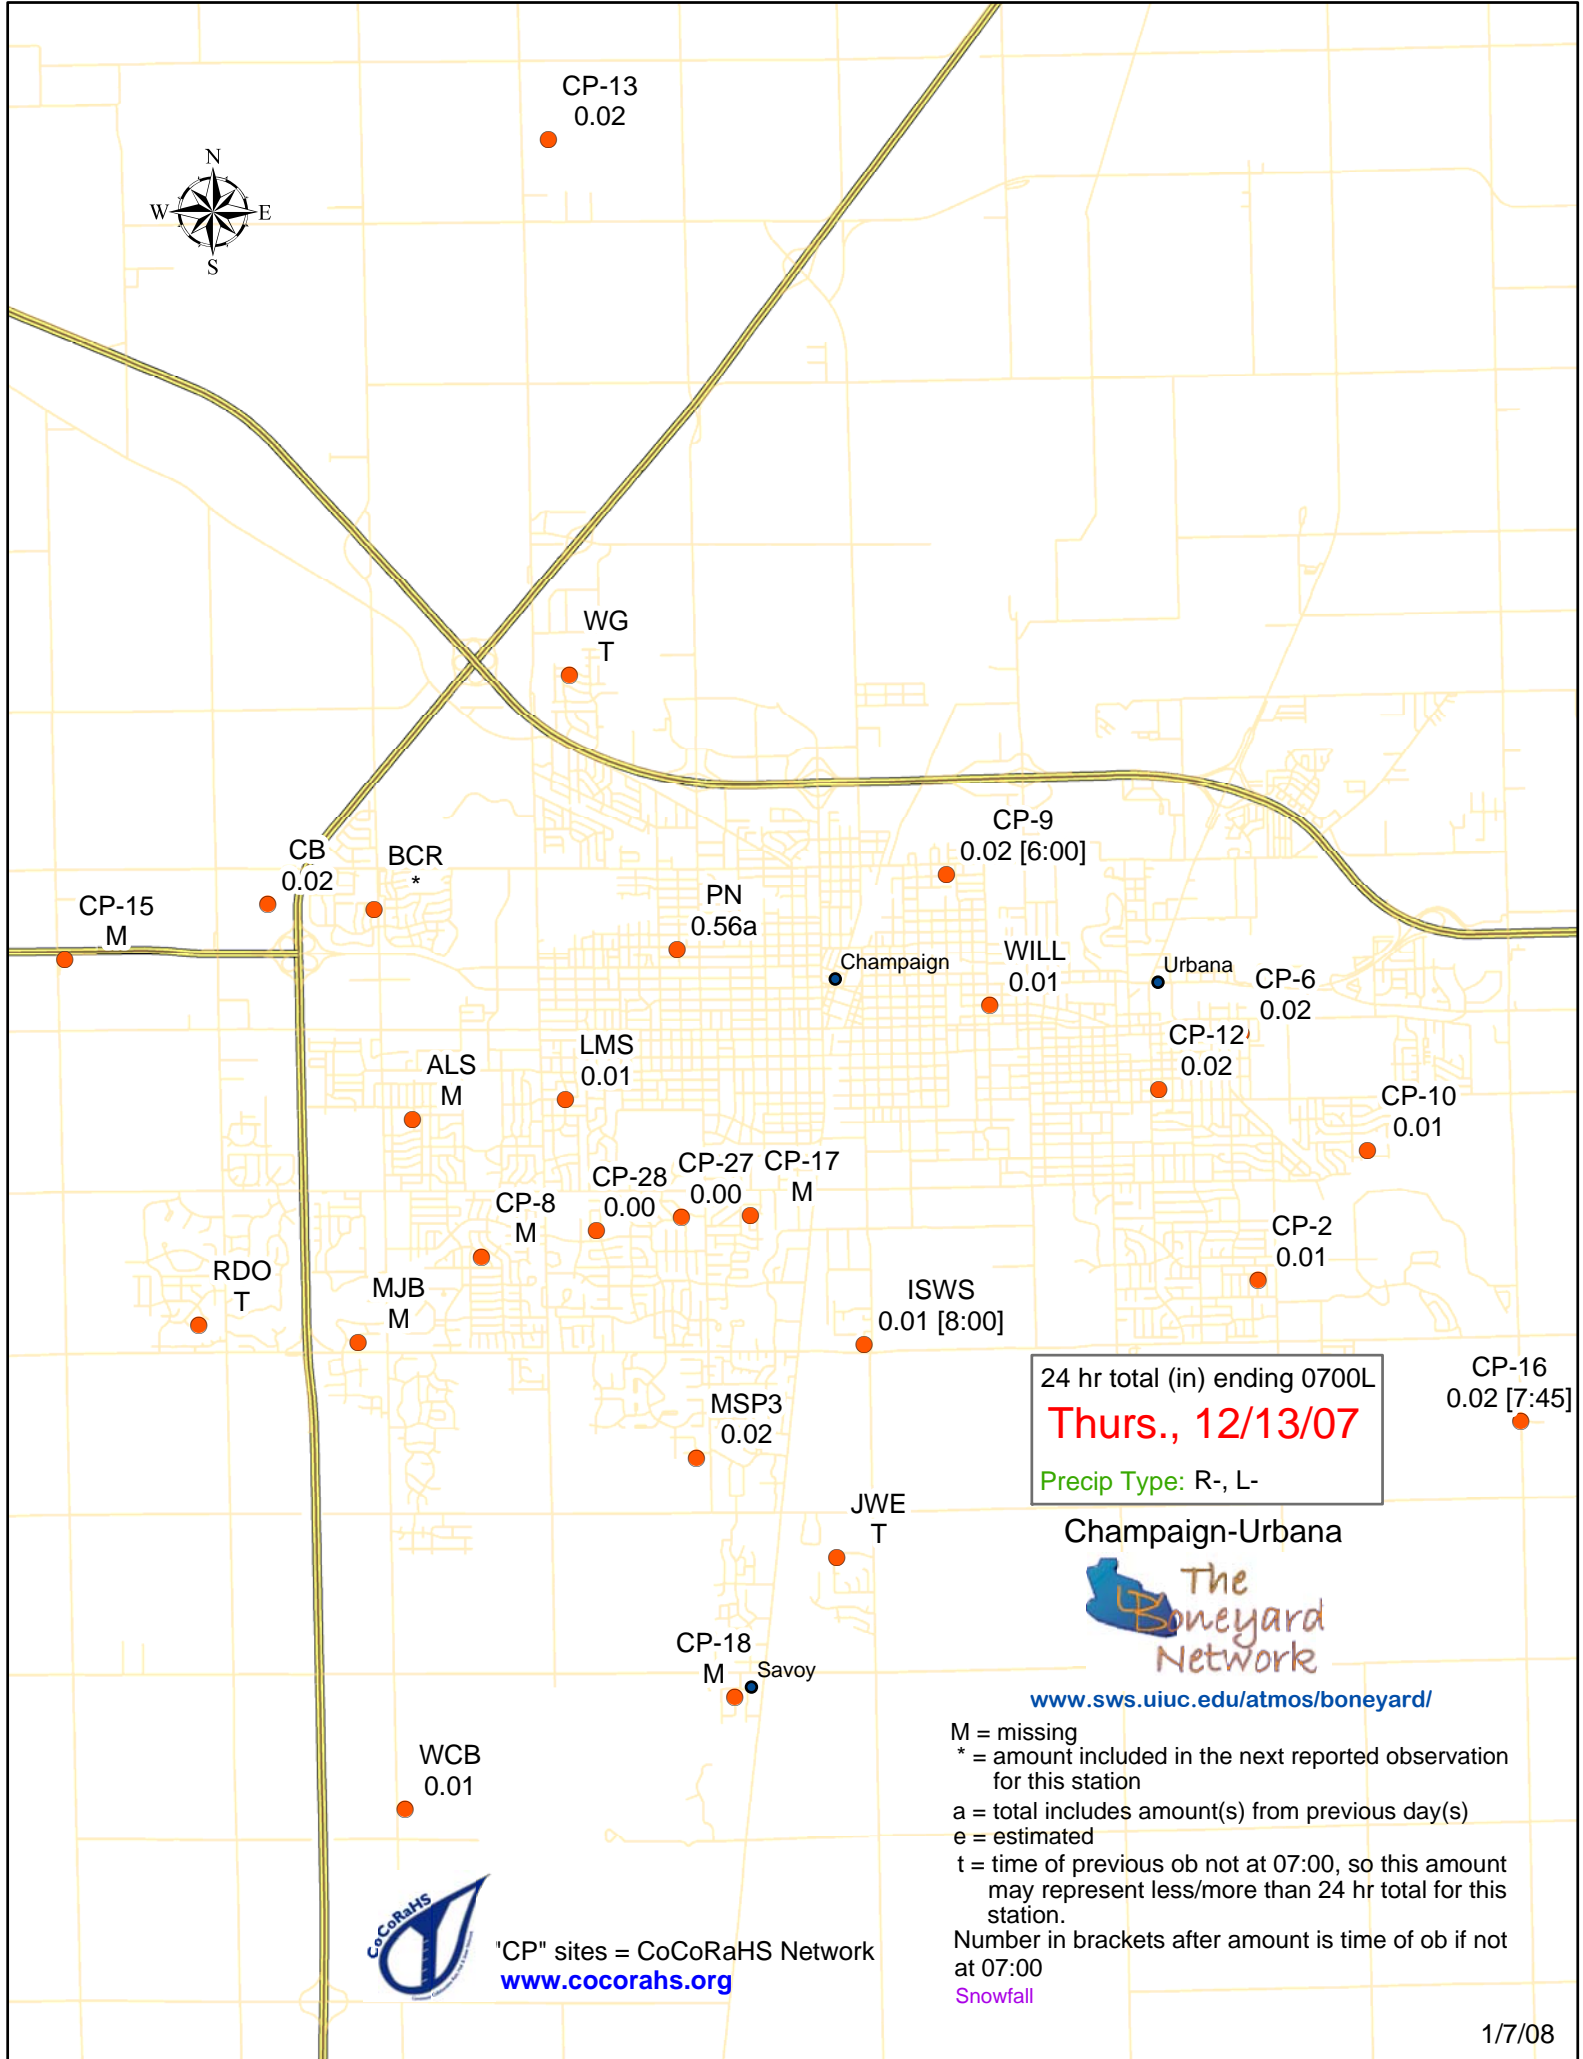 CP-13
0.02
N
W
E
S
WG
T
CP-9
0.02 [6:00]
CB
0.02
BCR
*
CP-15
M
PN
0.56a
Champaign
WILL
0.01
Urbana
CP-6
0.02
CP-12
0.02
LMS
0.01
ALS
M
CP-10
0.01
CP-28
0.00
CP-27
0.00
CP-17
M
CP-8
M
CP-2
0.01
RDO
T
MJB
M
ISWS
0.01 [8:00]
24 hr total (in) ending 0700L
Thurs., 12/13/07
Precip Type: R-, L-
CP-16
0.02 [7:45]
MSP3
0.02
JWE
T
Champaign-Urbana
The
Boneyard
Network
www.sws.uiuc.edu/atmos/boneyard/
CP-18
M
Savoy
WCB
0.01
M = missing
* = amount included in the next reported observation
for this station
a = total includes amount(s) from previous day(s)
e = estimated
t = time of previous ob not at 07:00, so this amount
may represent less/more than 24 hr total for this
station.
Number in brackets after amount is time of ob if not
at 07:00
Snowfall
CoCoRaHS
"CP" sites = CoCoRaHS Network
www.cocorahs.org
1/7/08